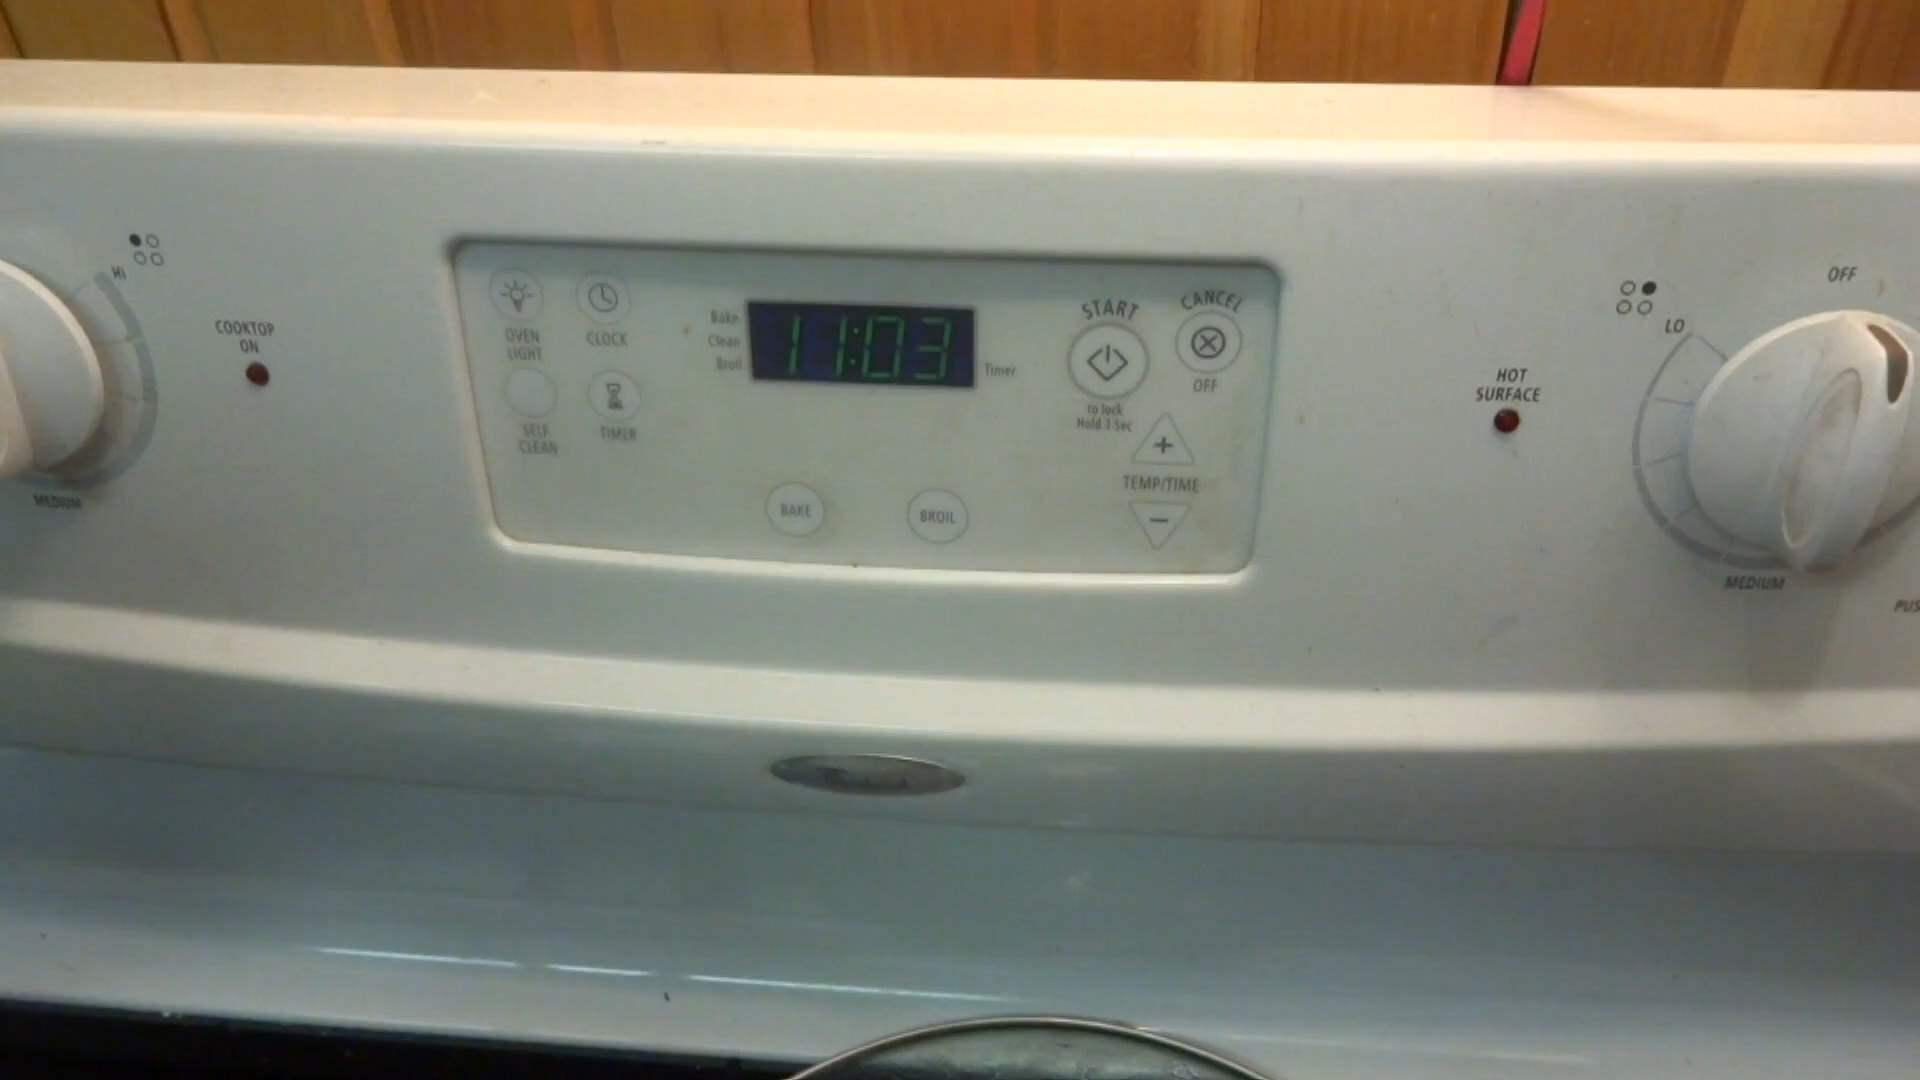 HI
COOKTOP
ON
MEDIUM
OVEN
LIGHT
CLOCK
SELF
CLEAN
TIMER
Bake
Clean
Broil
11:03
Timer
START
to lock
Hold 3 Sec
CANCEL
OFF
TEMP/TIME
BAKE
BROIL
HOT
SURFACE
OFF
LO
MEDIUM